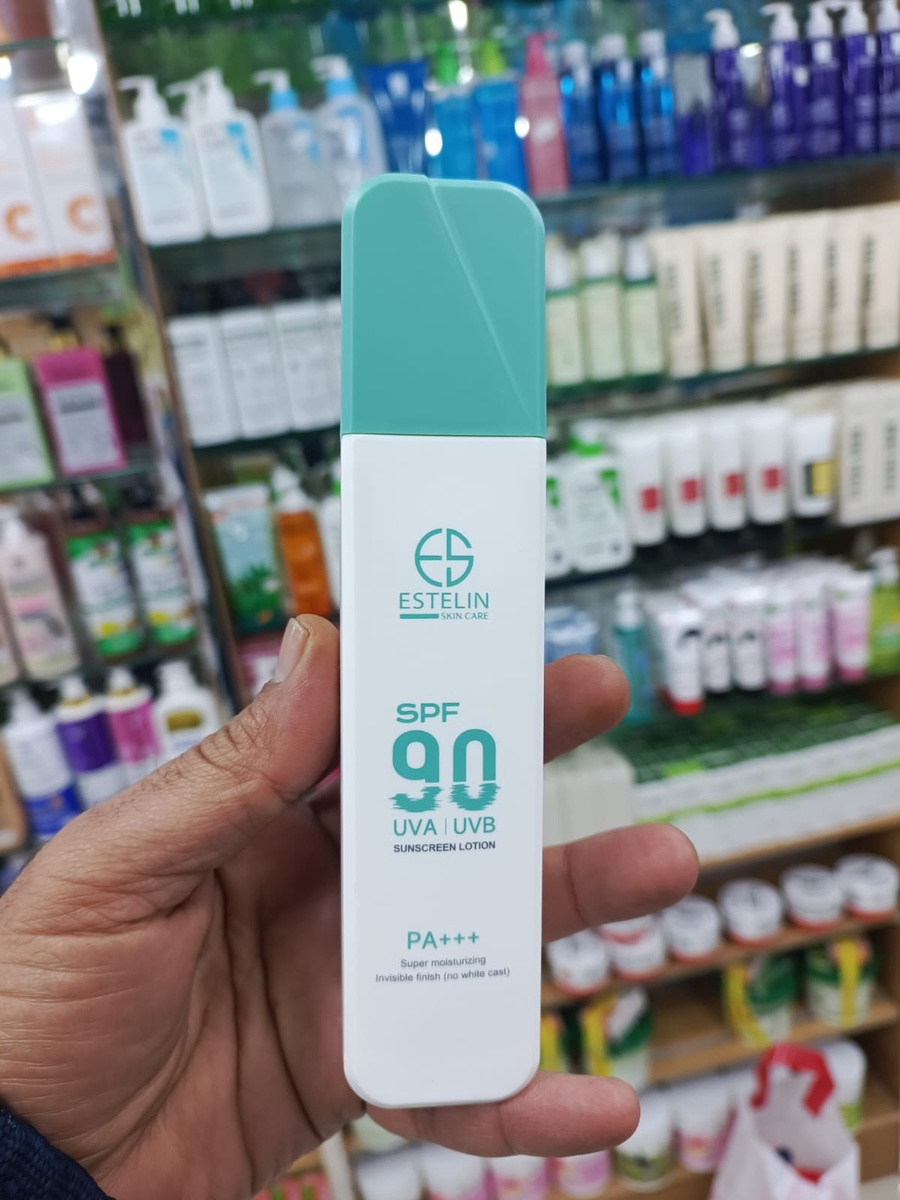 ES
ESTELIN
SKIN CARE
SPF
90
UVA | UVB
SUNSCREEN LOTION
PA+++
Super moisturizing
Invisible finish (no white cast)